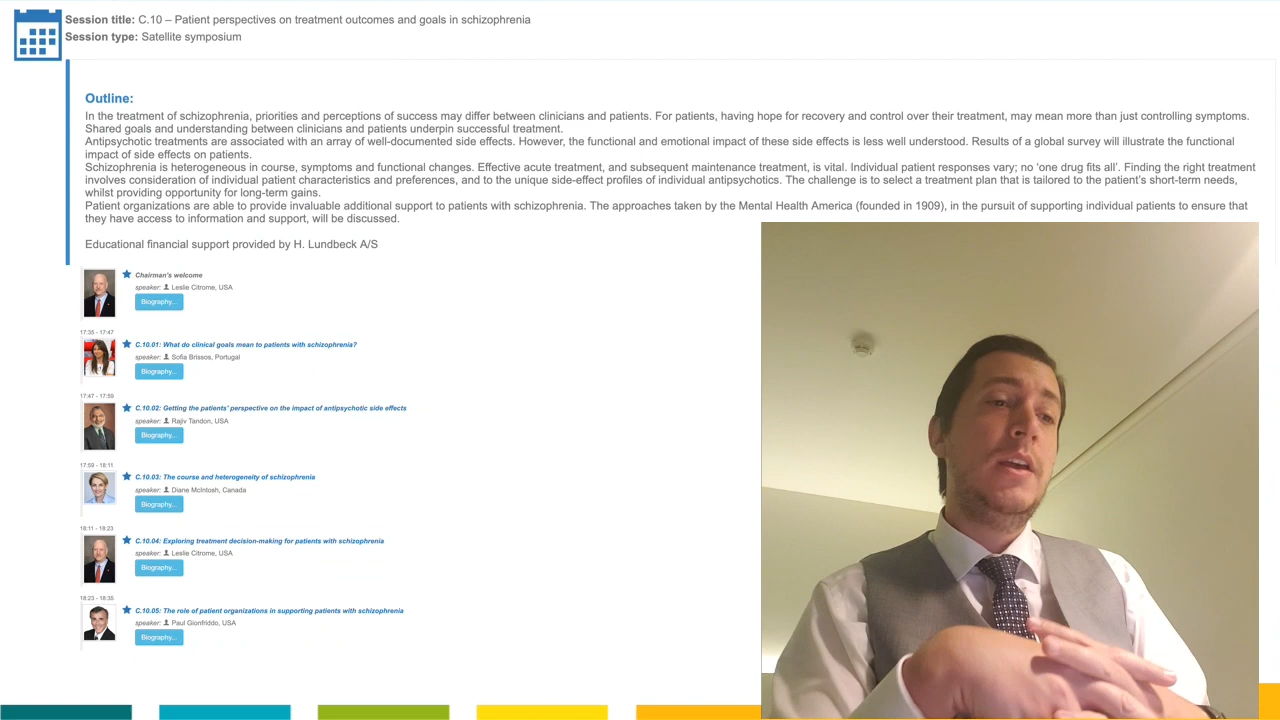 Session title: C.10 – Patient perspectives on treatment outcomes and goals in schizophrenia
Session type: Satellite symposium
Outline:
In the treatment of schizophrenia, priorities and perceptions of success may differ between clinicians and patients. For patients, having hope for recovery and control over their treatment, may mean more than just controlling symptoms.
Shared goals and understanding between clinicians and patients underpin successful treatment.
Antipsychotic treatments are associated with an array of well-documented side effects. However, the functional and emotional impact of these side effects is less well understood. Results of a global survey will illustrate the functional
impact of side effects on patients.
Schizophrenia is heterogeneous in course, symptoms and functional changes. Effective acute treatment, and subsequent maintenance treatment, is vital. Individual patient responses vary; no ‘one drug fits all’. Finding the right treatment
involves consideration of individual patient characteristics and preferences, and to the unique side-effect profiles of individual antipsychotics. The challenge is to select a treatment plan that is tailored to the patient’s short-term needs,
whilst providing opportunity for long-term gains.
Patient organizations are able to provide invaluable additional support to patients with schizophrenia. The approaches taken by the Mental Health America (founded in 1909), in the pursuit of supporting individual patients to ensure that
they have access to information and support, will be discussed.
Educational financial support provided by H. Lundbeck A/S
Chairman's welcome
speaker: Leslie Citrome, USA
Biography...
17:35 - 17:47
C.10.01: What do clinical goals mean to patients with schizophrenia?
speaker: Sofia Brissos, Portugal
Biography...
17:47 - 17:59
C.10.02: Getting the patients' perspective on the impact of antipsychotic side effects
speaker: Rajiv Tandon, USA
Biography...
17:59 - 18:11
C.10.03: The course and heterogeneity of schizophrenia
speaker: Diane McIntosh, Canada
Biography...
18:11 - 18:23
C.10.04: Exploring treatment decision-making for patients with schizophrenia
speaker: Leslie Citrome, USA
Biography...
18:23 - 18:35
C.10.05: The role of patient organizations in supporting patients with schizophrenia
speaker: Paul Gionfriddo, USA
Biography...